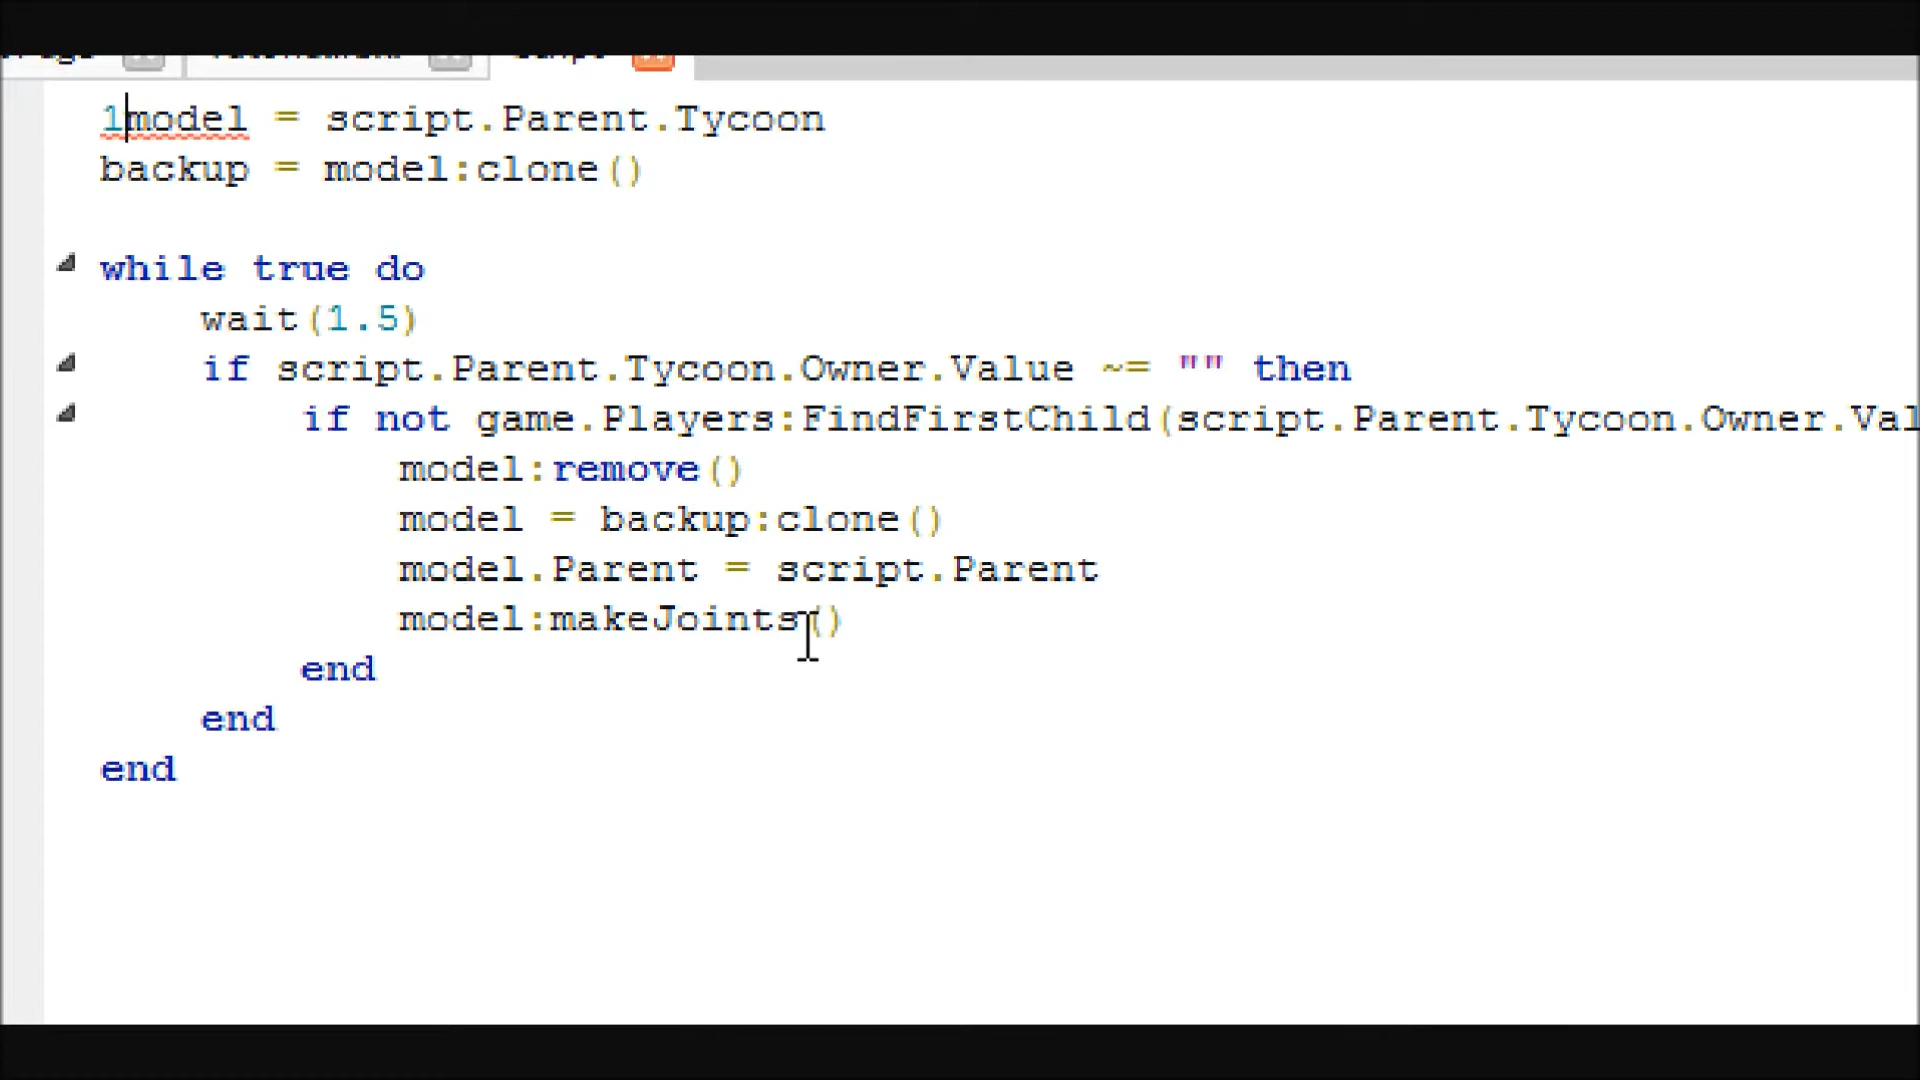 1model = script.Parent.Tycoon
backup = model:clone()
while true do
wait(1.5)
if script.Parent.Tycoon.Owner.Value ~= "" then
if not game.Players:FindFirstChild(script.Parent.Tycoon.Owner.Val
model:remove()
model = backup:clone()
model.Parent = script.Parent
model:makeJoints()
end
end
end